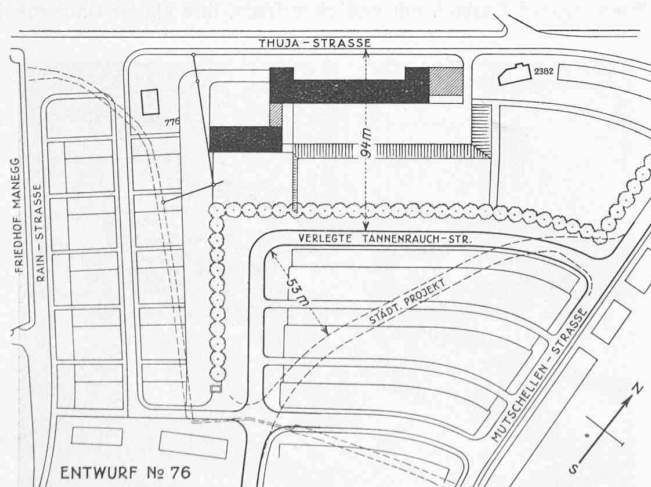 THUJA-STRASSE
2382
776
94 m
FRIEDHOF MANEGG
RAIN-STRASSE
VERLEGTE TANNENRAUCH-STR.
53 m
STÄDT. PROJEKT
MUTSCHELLEN-STRASSE
N
S
ENTWURF № 76